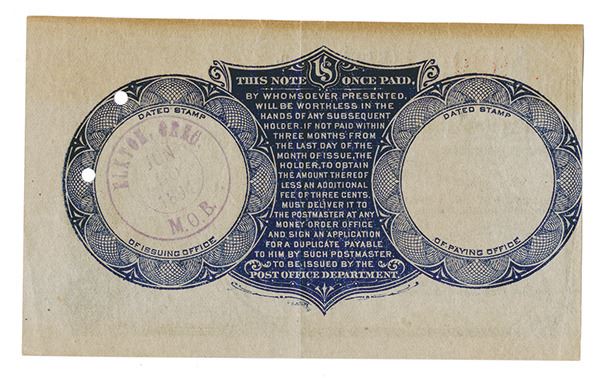 US
THIS NOTE ONCE PAID,
BY WHOMSOEVER PRESENTED,
WILL BE WORTHLESS IN THE
HANDS OF ANY SUBSEQUENT
HOLDER. IF NOT PAID WITHIN
THREE MONTHS FROM
THE LAST DAY OF THE
MONTH OF ISSUE, THE
HOLDER, TO OBTAIN
THE AMOUNT THEREOF
LESS AN ADDITIONAL
FEE OF THREE CENTS.
MUST DELIVER IT TO
THE POSTMASTER AT ANY
MONEY ORDER OFFICE
AND SIGN AN APPLICATION
FOR A DUPLICATE PAYABLE
TO HIM BY SUCH POSTMASTER,
TO BE ISSUED BY THE
POST OFFICE DEPARTMENT
DATED STAMP
OF ISSUING OFFICE
OREG.
JUN
M.O.B.
DATED STAMP
OF PAYING OFFICE